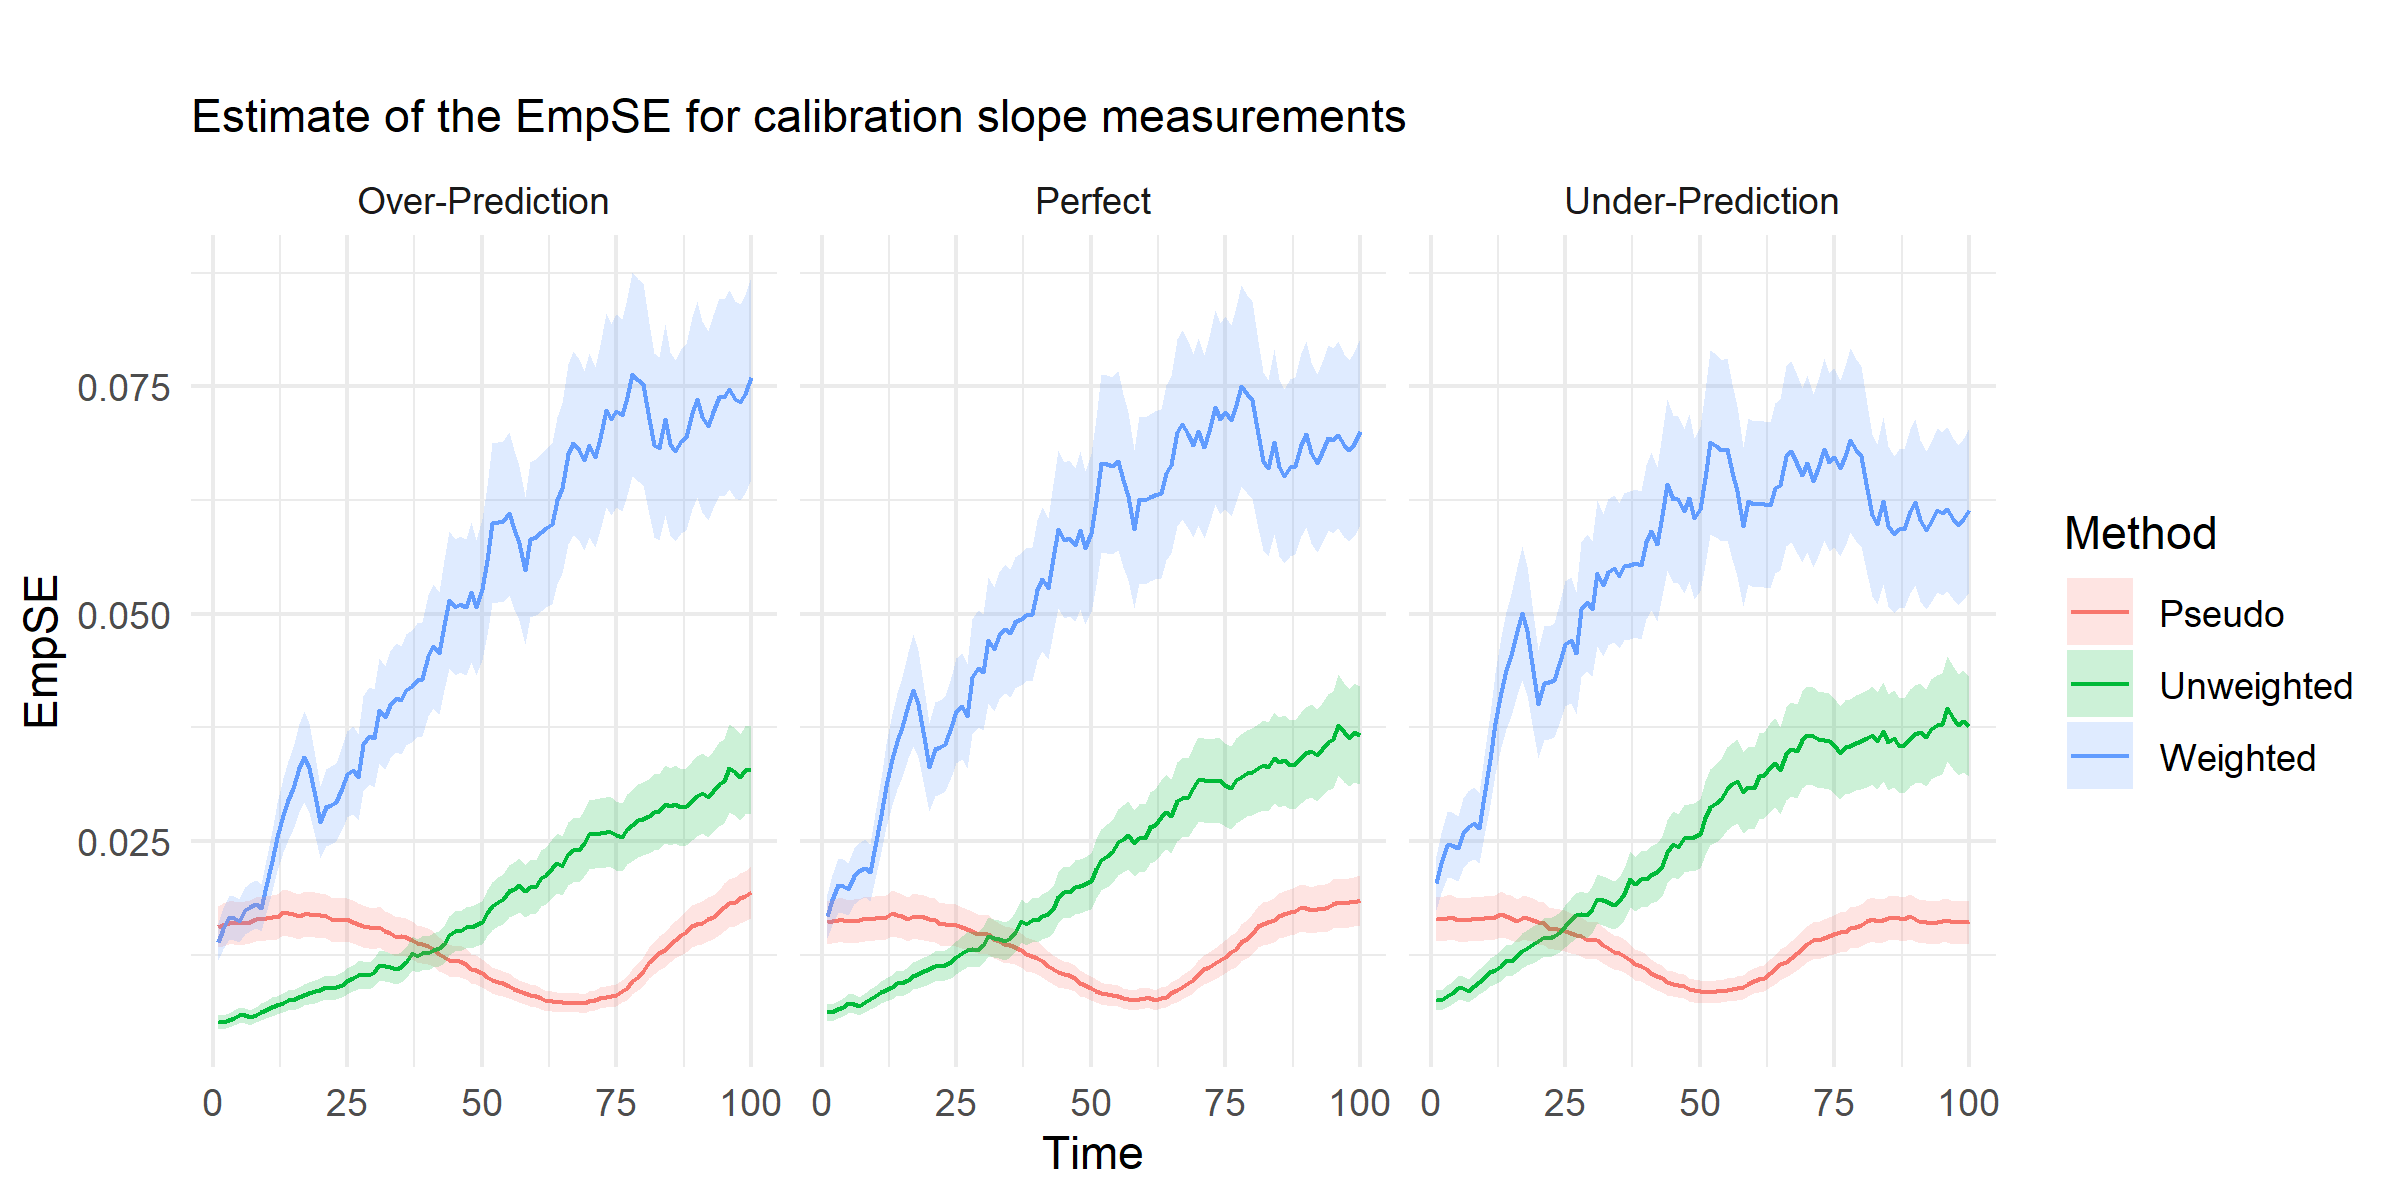 Estimate of the EmpSE for calibration slope measurements
Over-Prediction
Perfect
Under-Prediction
EmpSE
0.075
0.050
0.025
0 25 50 75 100
0 25 50 75 100
0 25 50 75 100
Time
Method
Pseudo
Unweighted
Weighted